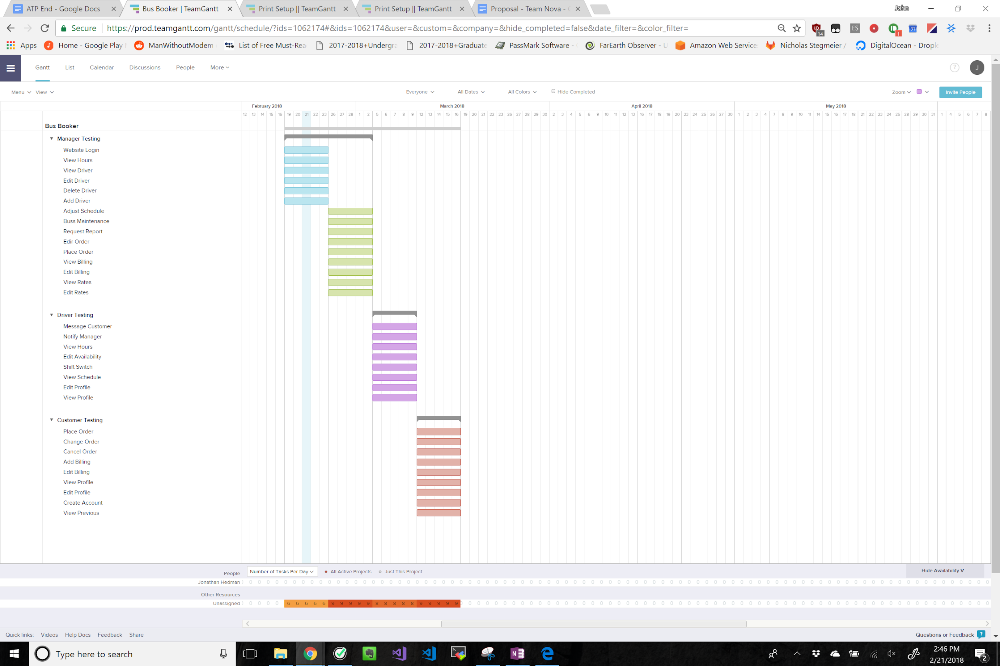 ATP End - Google Docs Bus Booker | TeamGantt Print Setup || TeamGantt Print Setup || TeamGantt Proposal - Team Nova - John
Secure https://prod.teamgantt.com/gantt/schedule/?ids=1062174#&ids=1062174&user=&custom=&company=&hide_completed=false&date_filter=&color_filter= 14 ES 1 31
Apps Home - Google Play ManWithoutModem List of Free Must-Rea 2017-2018+Undergra 2017-2018+Graduate PassMark Software - FarEarth Observer - U Amazon Web Service Nicholas Stegmeier / DigitalOcean - Drople
Gantt List Calendar Discussions People More ? J
Menu View Everyone All Dates All Colors Hide Completed Zoom Invite People
February 2018 March 2018 April 2018 May 2018
12 13 14 15 16 19 20 21 22 23 26 27 28 1 2 5 6 7 8 9 12 13 14 15 16 19 20 21 22 23 26 27 28 29 30 2 3 4 5 6 9 10 11 12 13 16 17 18 19 20 23 24 25 26 27 30 1 2 3 4 7 8 9 10 11 14 15 16 17 18 21 22 23 24 25 28 29 30 31 1 4 5 6 7 8
Bus Booker
Manager Testing
Website Login
View Hours
View Driver
Edit Driver
Delete Driver
Add Driver
Adjust Schedule
Buss Maintenance
Request Report
Edir Order
Place Order
View Billing
Edit Billing
View Rates
Edit Rates
Driver Testing
Message Customer
Notify Manager
View Hours
Edit Availability
Shift Switch
View Schedule
Edit Profile
View Profile
Customer Testing
Place Order
Change Order
Cancel Order
Add Billing
Edit Billing
View Profile
Edit Profile
Create Account
View Previous
People Number of Tasks Per Day All Active Projects Just This Project Hide Availability V
Jonathan Hedman 0 0 0 0 0 0 0 0 0 0 0 0 0 0 0 0 0 0 0 0 0 0 0 0 0 0 0 0 0 0 0 0 0 0 0 0 0 0 0 0 0 0 0 0 0 0 0 0 0 0 0 0 0 0 0 0 0 0 0 0 0 0 0 0 0 0 0 0 0 0 0 0 0 0 0 0 0 0 0 0 0 0 0 0 0
Other Resources
Unassigned 0 0 0 0 6 6 6 6 6 9 9 9 9 9 8 8 8 8 8 9 9 9 9 9 0 0 0 0 0 0 0 0 0 0 0 0 0 0 0 0 0 0 0 0 0 0 0 0 0 0 0 0 0 0 0 0 0 0 0 0 0 0 0 0 0 0 0 0 0 0 0 0 0 0 0 0 0 0 0 0 0 0 0 0 0
Quick links: Videos Help Docs Feedback Share Questions or Feedback ?
Type here to search 2:46 PM
2/21/2018 2